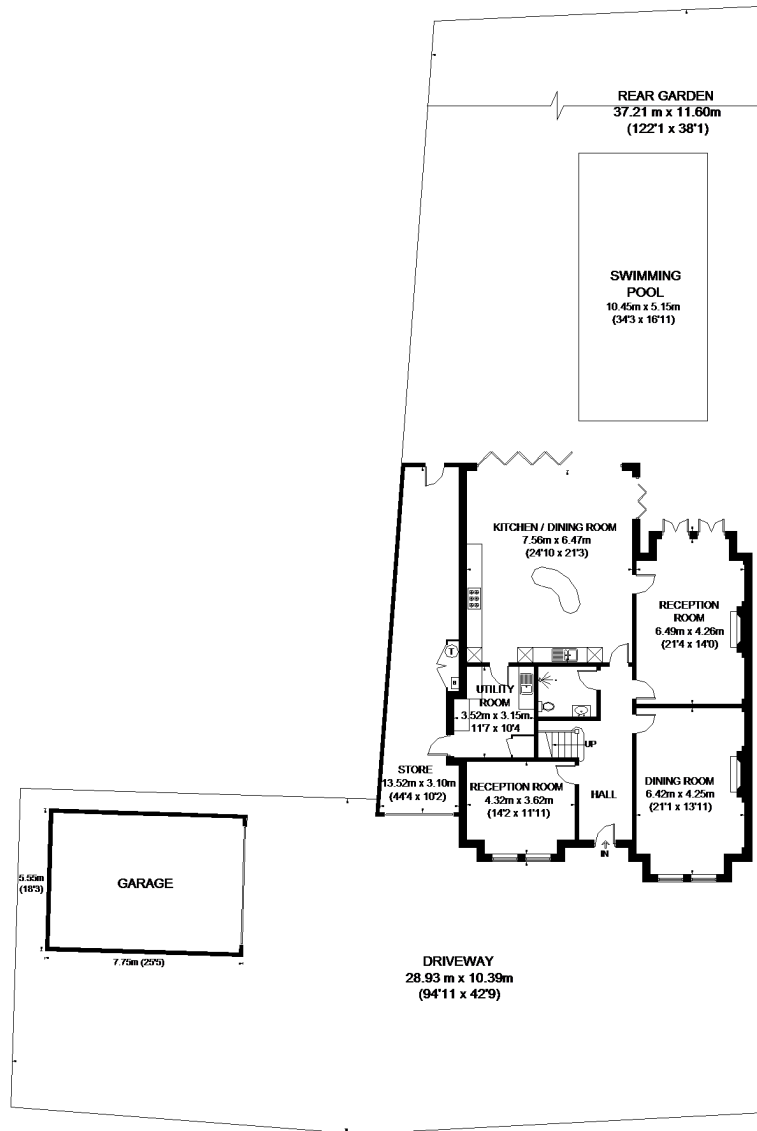 REAR GARDEN
37.21 m x 11.60m
(122'1 x 38'1)
SWIMMING
POOL
10.45m x 5.15m
(34'3 x 16'11)
KITCHEN / DINING ROOM
7.56m x 6.47m
(24'10 x 21'3)
RECEPTION
ROOM
6.49m x 4.26m
(21'4 x 14'0)
T
B
UTILITY
ROOM
3.52m x 3.15m
11'7 x 10'4
UP
STORE
13.52m x 3.10m
(44'4 x 10'2)
RECEPTION ROOM
4.32m x 3.62m
(14'2 x 11'11)
HALL
IN
DINING ROOM
6.42m x 4.25m
(21'1 x 13'11)
GARAGE
5.55m
(18'3)
7.75m (25'5)
DRIVEWAY
28.93 m x 10.39m
(94'11 x 42'9)